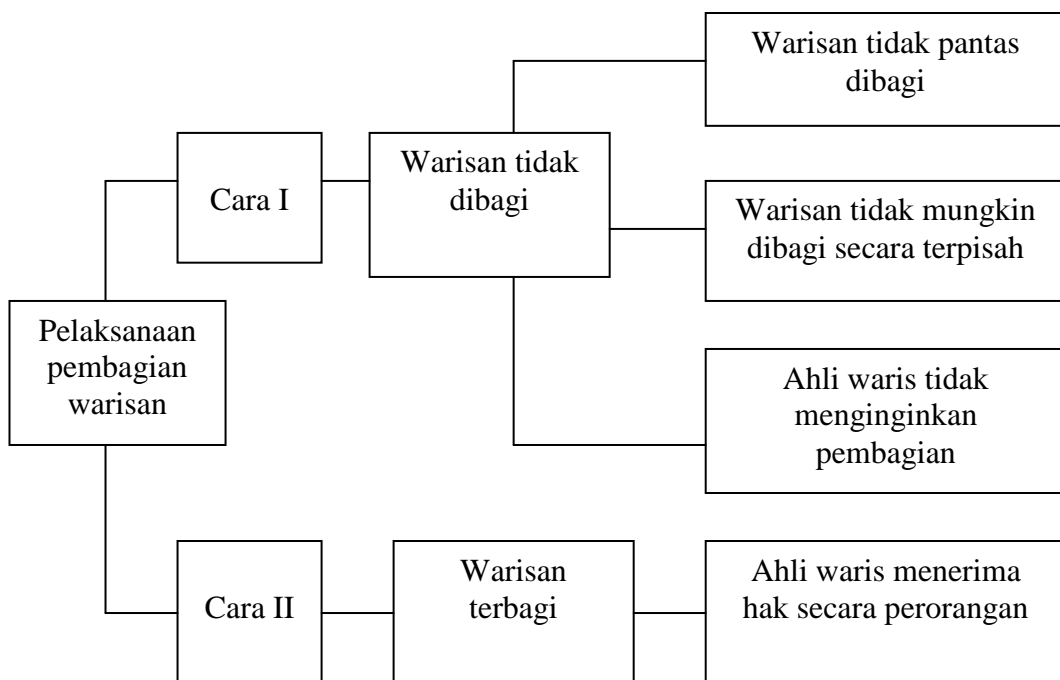 Pelaksanaan
pembagian
warisan
Cara I
Warisan tidak
dibagi
Warisan tidak pantas
dibagi
Warisan tidak mungkin
dibagi secara terpisah
Ahli waris tidak
menginginkan
pembagian
Cara II
Warisan
terbagi
Ahli waris menerima
hak secara perorangan